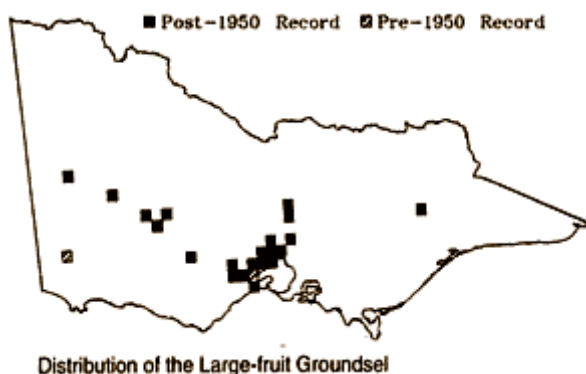 Post-1950 Record Pre-1950 Record
Distribution of the Large-fruit Groundsel